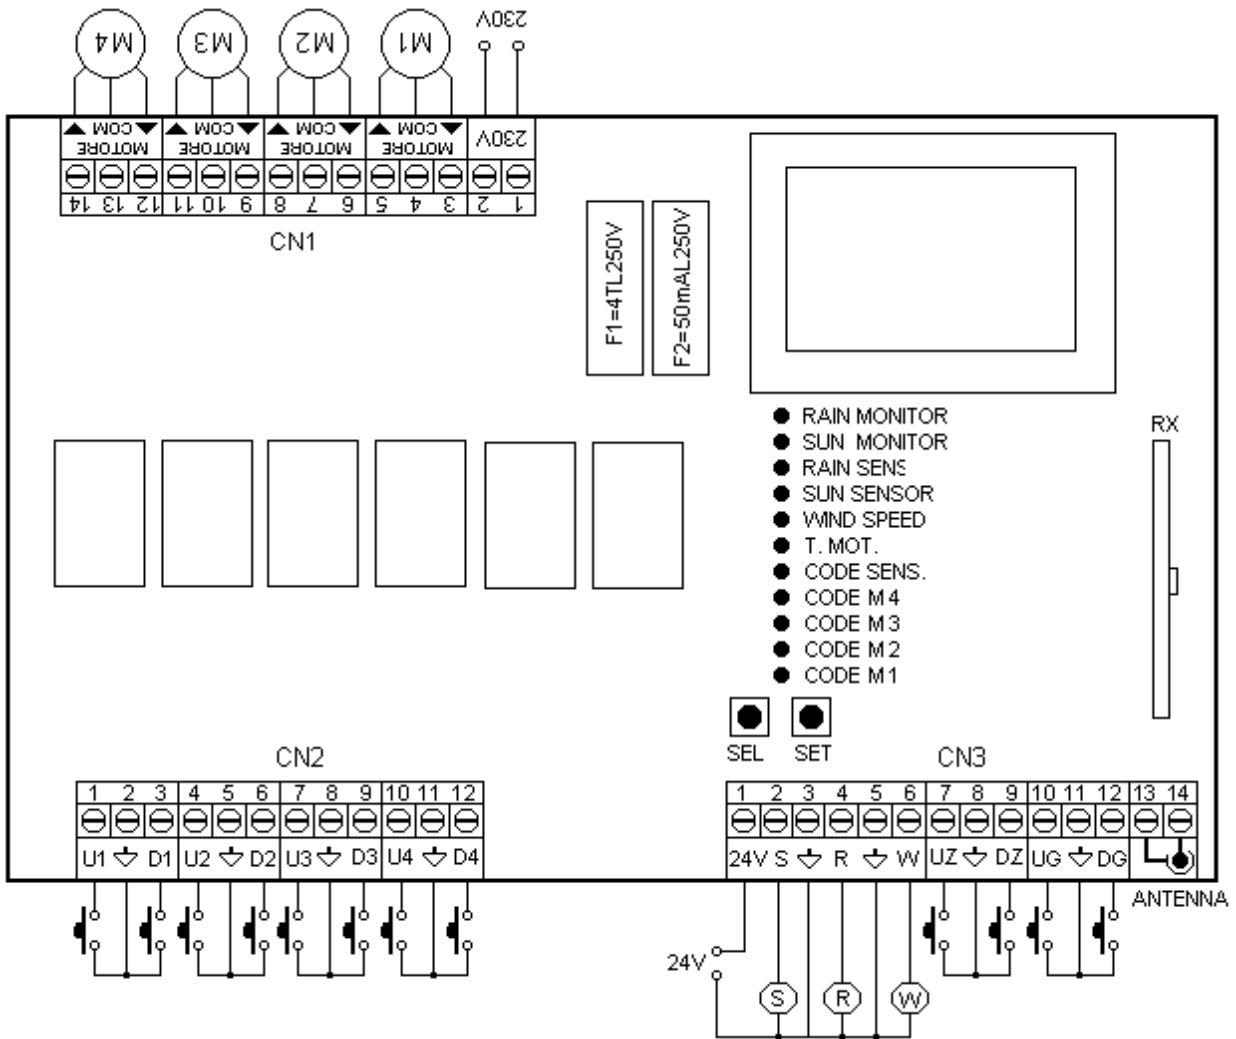 M4 M3 M2 M1 230V
COM COM COM COM
MOTORE MOTORE MOTORE MOTORE 230V
14 13 12 11 10 9 8 7 6 5 4 3 2 1
CN1
F1=4TL250V
F2=50mAL250V
RAIN MONITOR
SUN MONITOR
RAIN SENS
SUN SENSOR
WIND SPEED
T. MOT.
CODE SENS.
CODE M4
CODE M3
CODE M2
CODE M1
RX
SEL SET
CN2
1 2 3 4 5 6 7 8 9 10 11 12
U1 D1 U2 D2 U3 D3 U4 D4
CN3
1 2 3 4 5 6 7 8 9 10 11 12 13 14
24V S R W UZ DZ UG DG
ANTENNA
24V
S R W